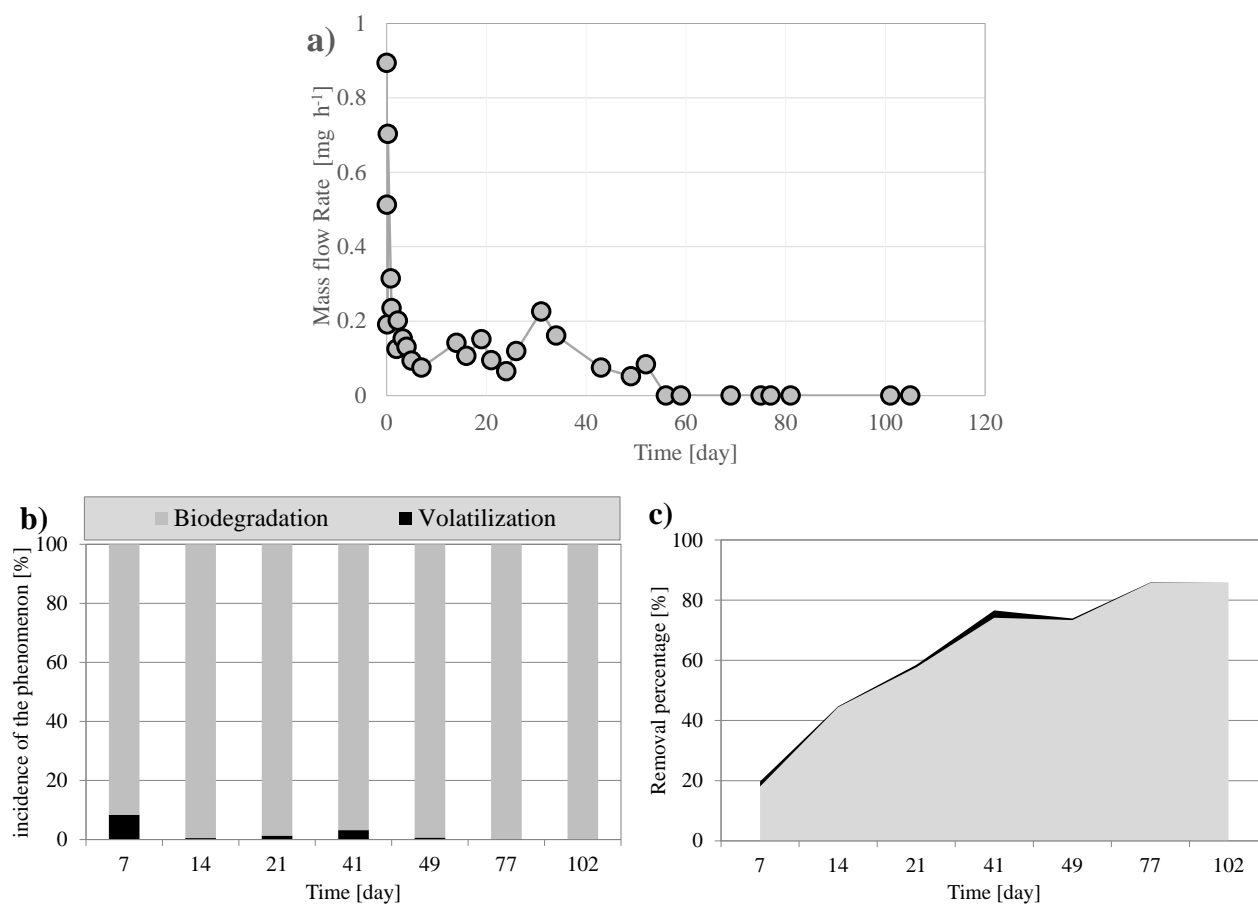 a)
Mass flow Rate [mg h-1]
1
0.8
0.6
0.4
0.2
0
0 20 40 60 80 100 120
Time [day]
b)
Biodegradation Volatilization
incidence of the phenomenon [%]
100
80
60
40
20
0
7 14 21 41 49 77 102
Time [day]
c)
Removal percentage [%]
100
80
60
40
20
0
7 14 21 41 49 77 102
Time [day]